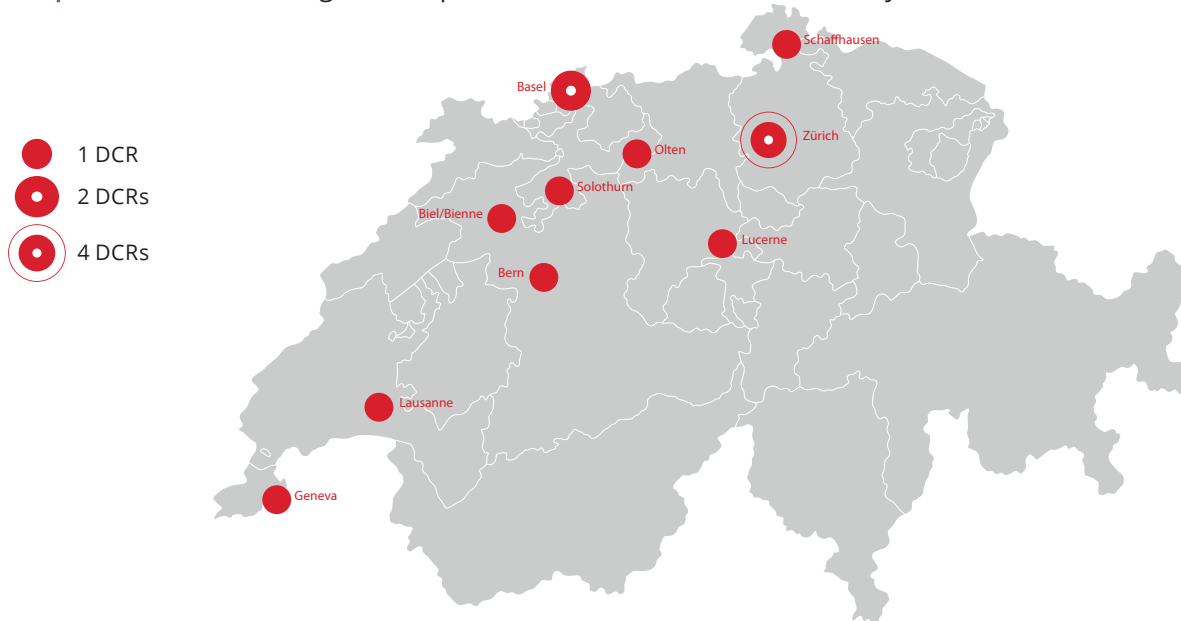 Schaffhausen
Basel
Zürich
Olten
1 DCR
Solothurn
2 DCRs
Biel/Bienne
Lucerne
4 DCRs
Bern
Lausanne
Geneva